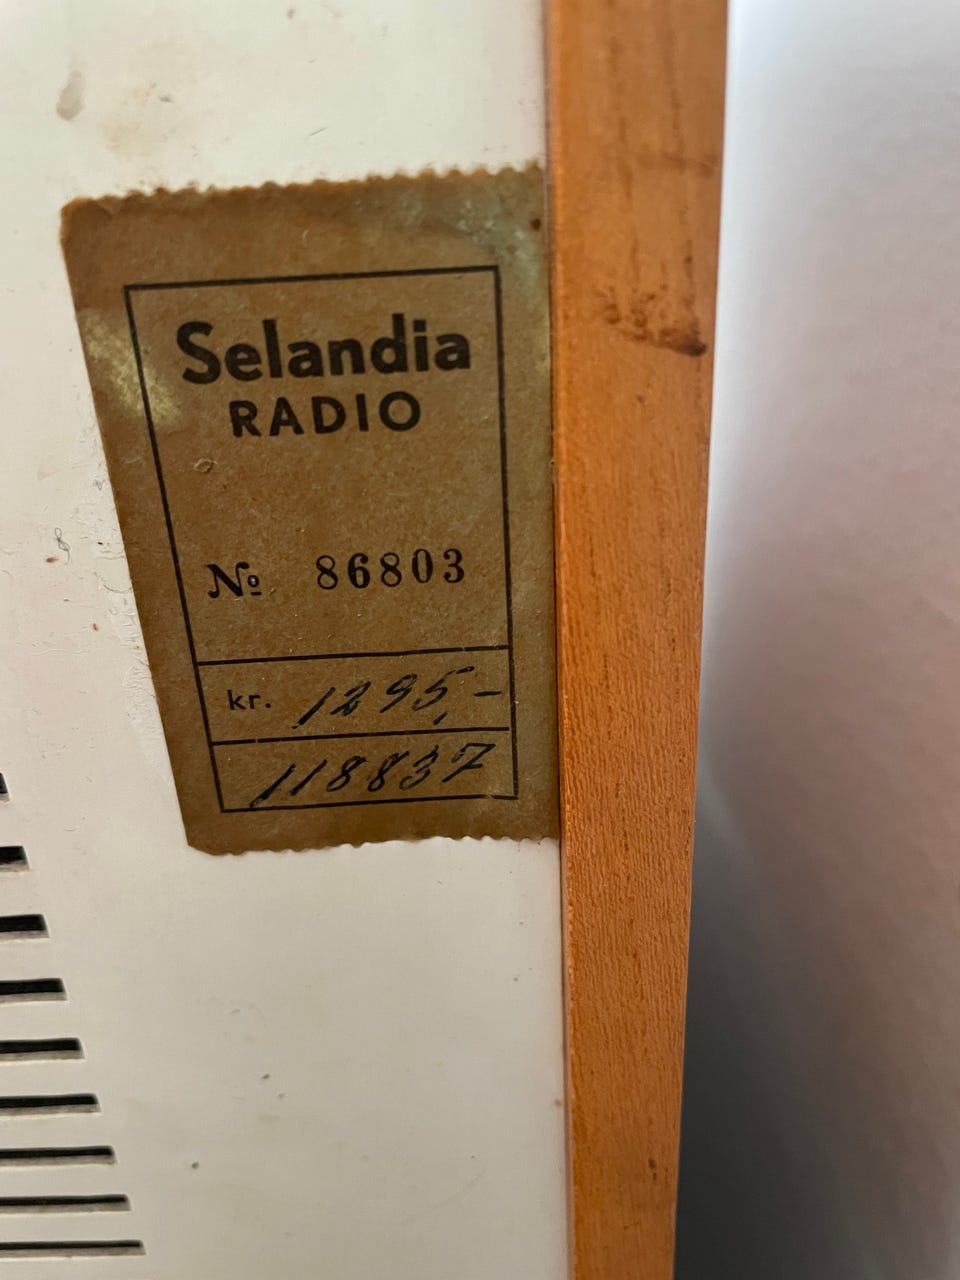 Selandia
RADIO
№ 86803
kr. 1295,-
118837